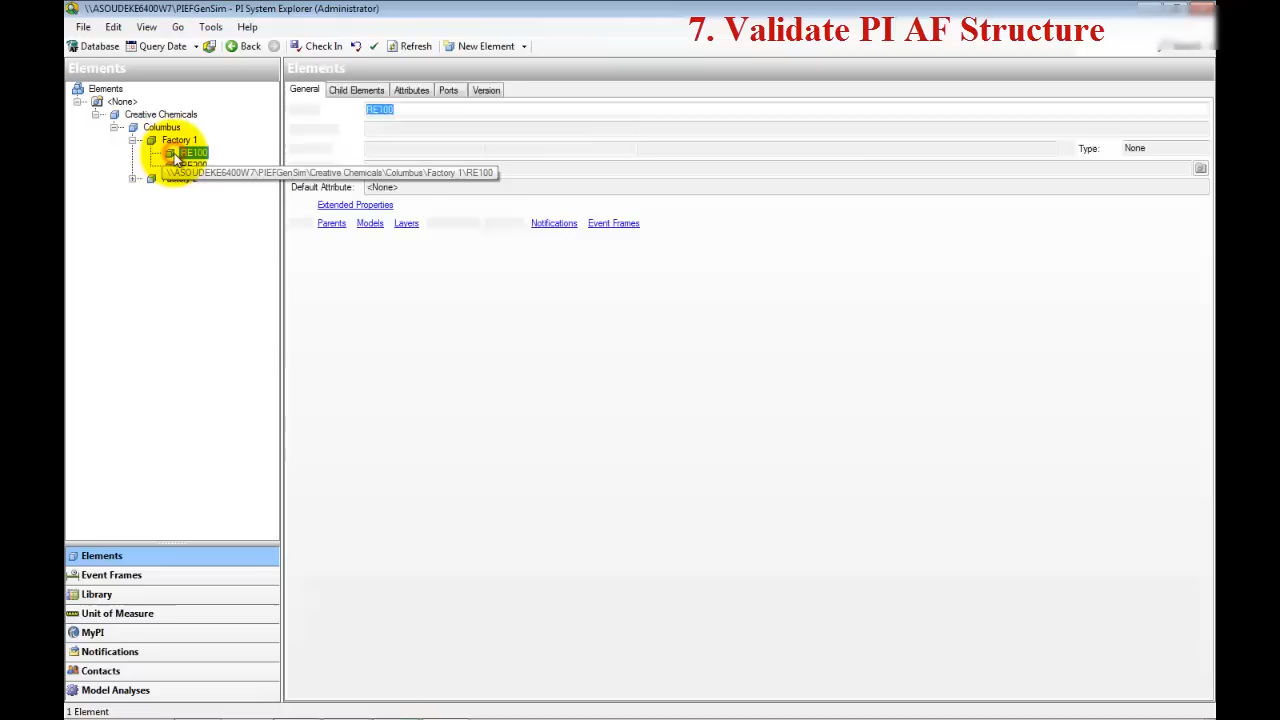 \\ASOUDEKE6400W7\PIEFGenSim - PI System Explorer (Administrator)
7. Validate PI AF Structure
File Edit View Go Tools Help
Database Query Date Back Check In Refresh New Element
Elements
Elements
<None>
Creative Chemicals
Columbus
Factory 1
RE100
RE200
\\ASOUDEKE6400W7\PIEFGenSim\Creative Chemicals\Columbus\Factory 1\RE100
Elements
General Child Elements Attributes Ports Version
RE100
Type: None
Default Attribute: <None>
Extended Properties
Parents Models Layers Notifications Event Frames
Elements
Event Frames
Library
Unit of Measure
MyPI
Notifications
Contacts
Model Analyses
1 Element